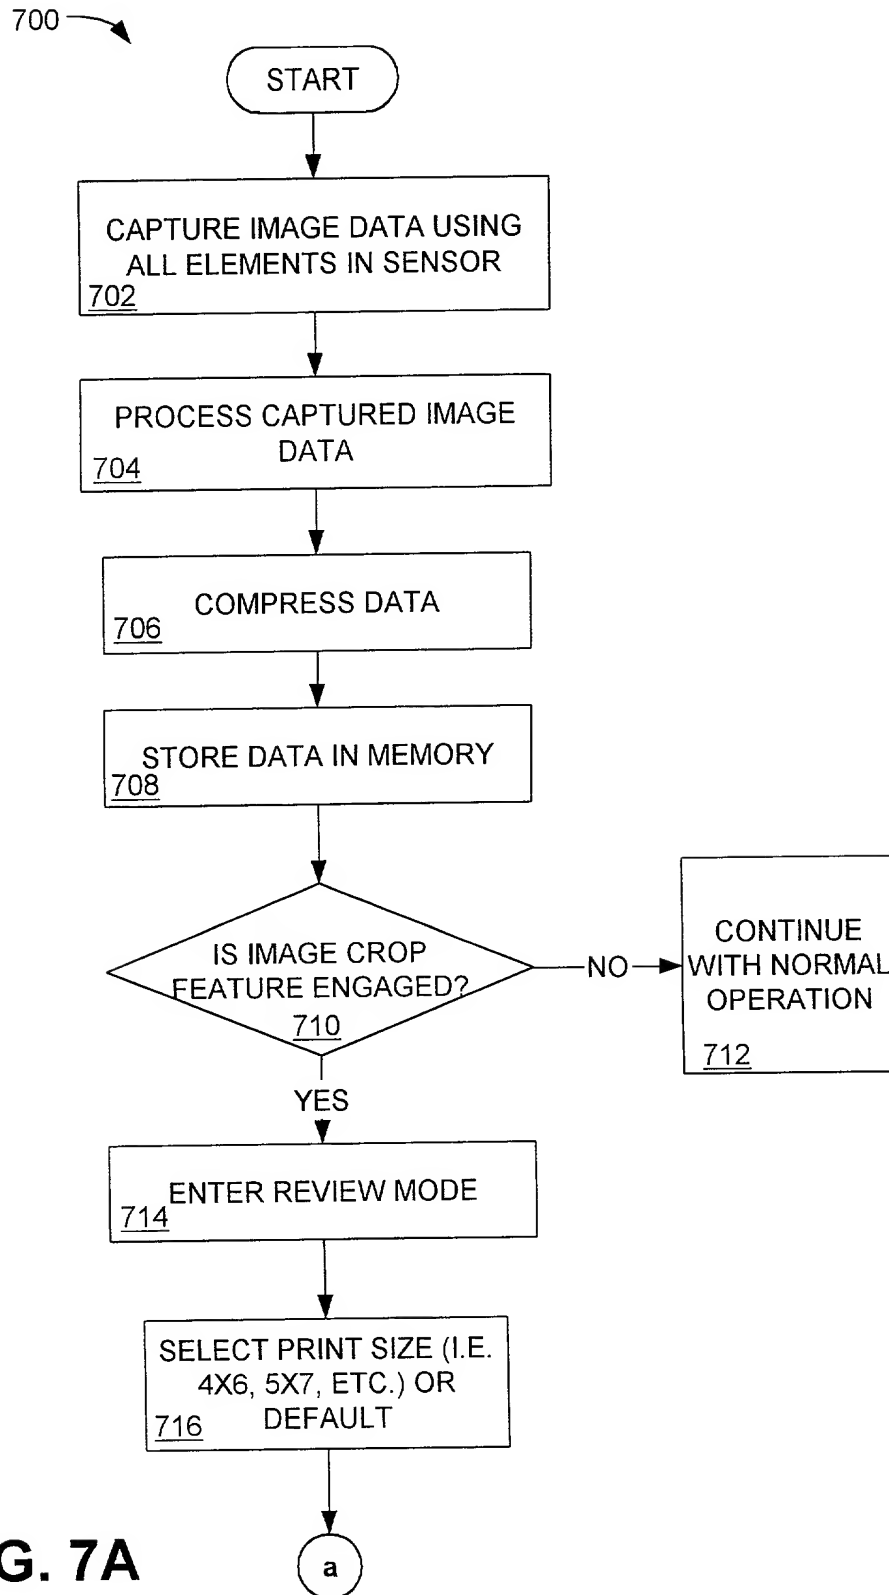 700
START
CAPTURE IMAGE DATA USING
ALL ELEMENTS IN SENSOR
702
PROCESS CAPTURED IMAGE
DATA
704
COMPRESS DATA
706
STORE DATA IN MEMORY
708
IS IMAGE CROP
FEATURE ENGAGED?
710
NO
CONTINUE
WITH NORMAL
OPERATION
712
YES
ENTER REVIEW MODE
714
SELECT PRINT SIZE (I.E.
4X6, 5X7, ETC.) OR
DEFAULT
716
a
G. 7A